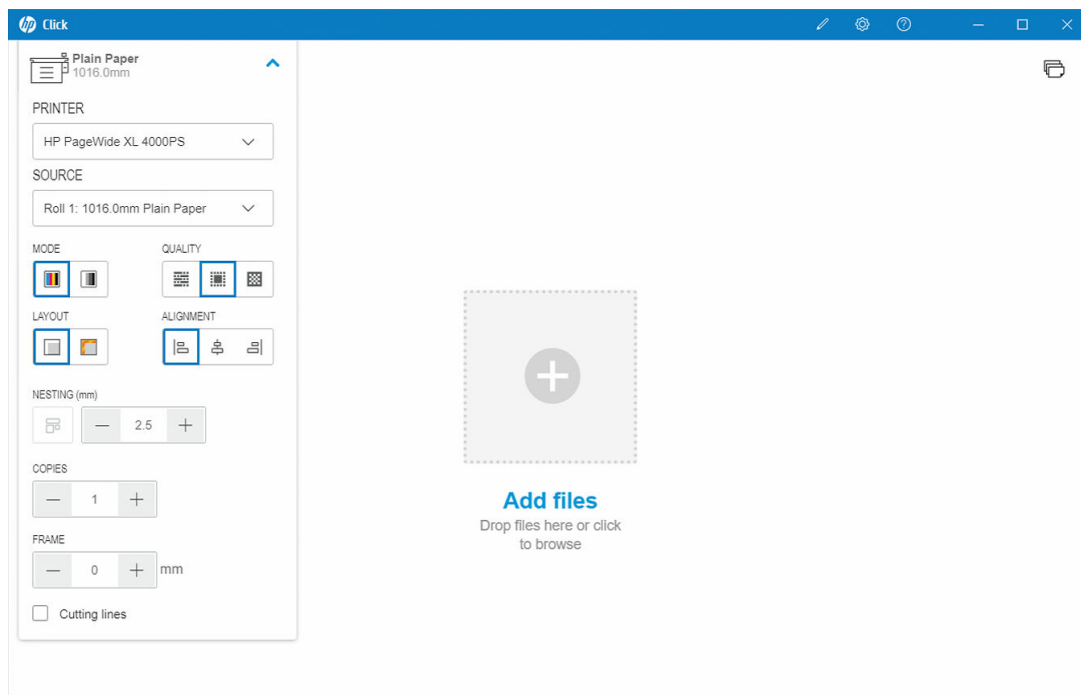 hp Click
Plain Paper
1016.0mm
PRINTER
HP PageWide XL 4000PS
SOURCE
Roll 1: 1016.0mm Plain Paper
MODE QUALITY
LAYOUT ALIGNMENT
NESTING (mm)
2.5
COPIES
1
FRAME
0 mm
Cutting lines
Add files
Drop files here or click
to browse